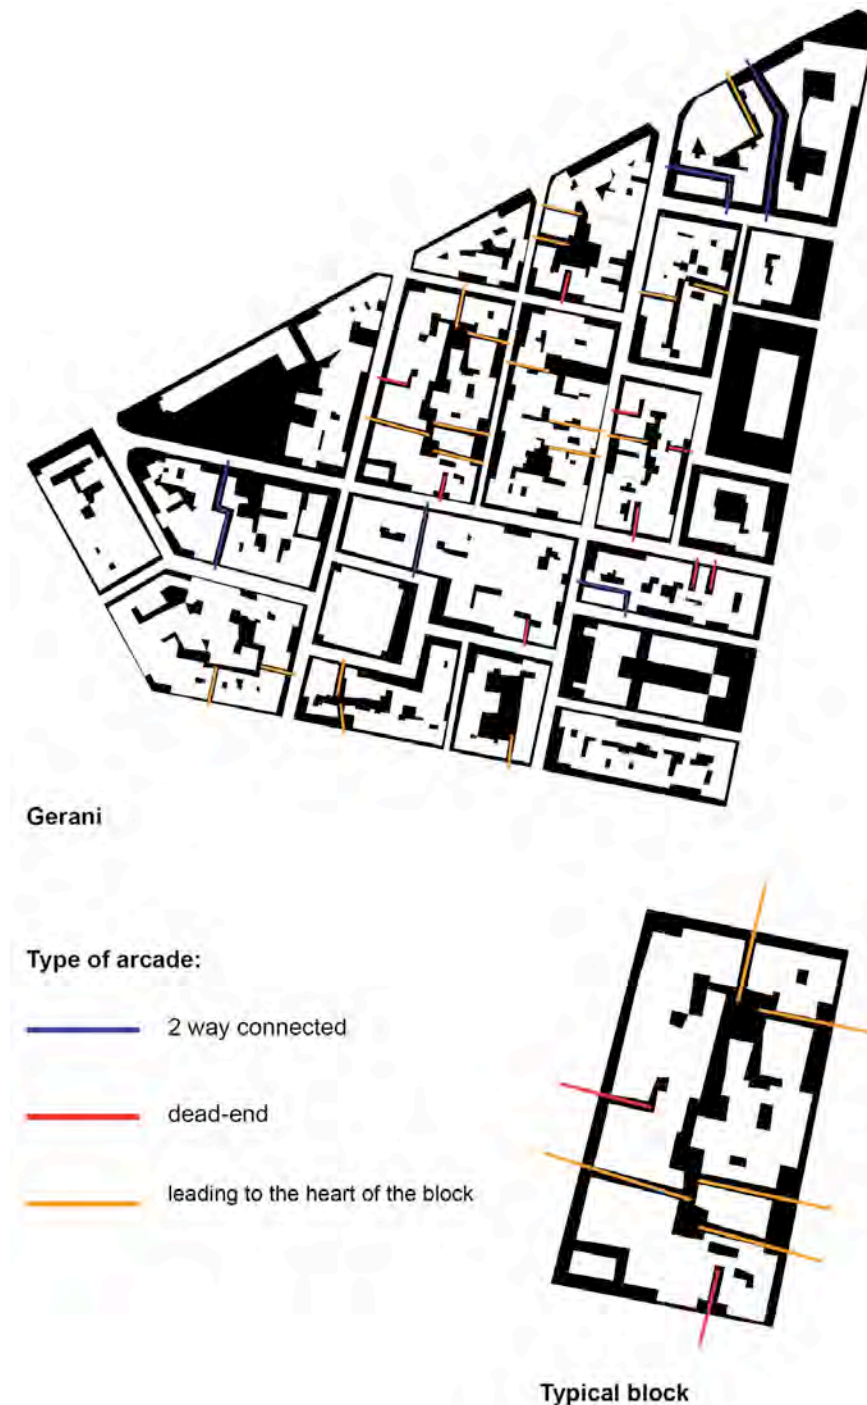 Gerani
Type of arcade:
2 way connected
dead-end
leading to the heart of the block
Typical block